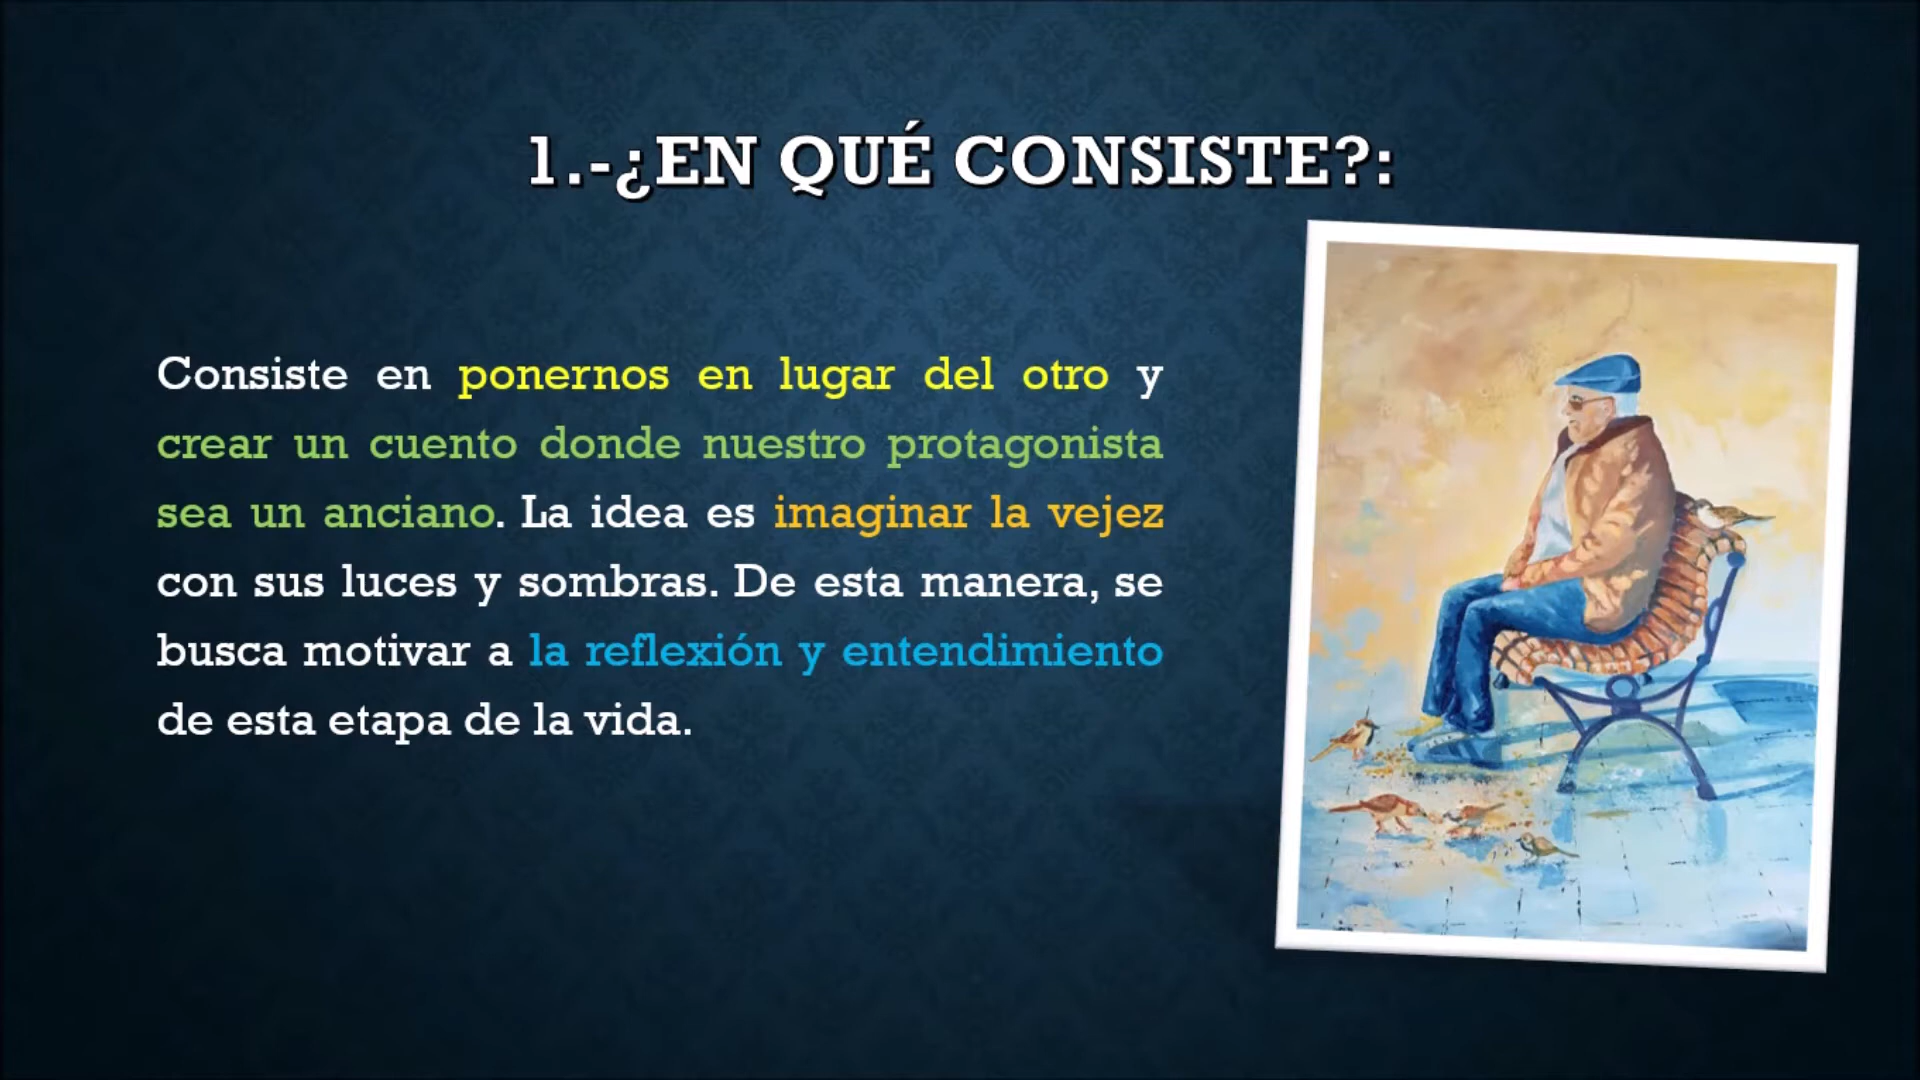 1.-¿EN QUÉ CONSISTE?:
Consiste en ponernos en lugar del otro y
crear un cuento donde nuestro protagonista
sea un anciano. La idea es imaginar la vejez
con sus luces y sombras. De esta manera, se
busca motivar a la reflexión y entendimiento
de esta etapa de la vida.